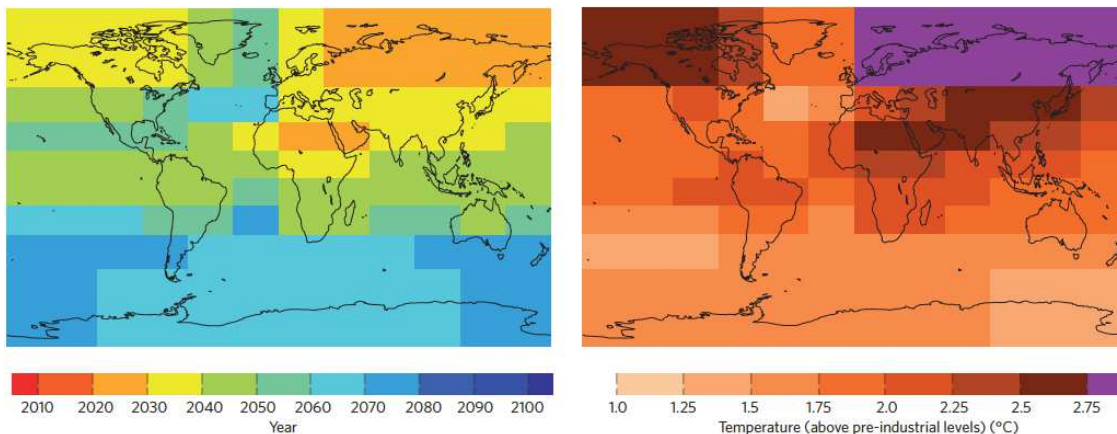 2010 2020 2030 2040 2050 2060 2070 2080 2090 2100
Year
1.0 1.25 1.5 1.75 2.0 2.25 2.5 2.75
Temperature (above pre-industrial levels) (°C)